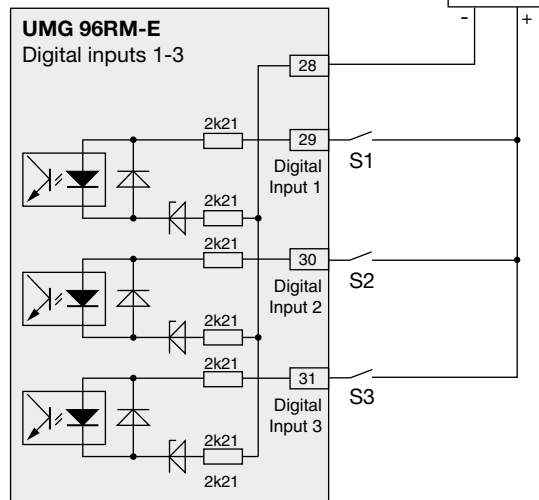 - +
UMG 96RM-E
Digital inputs 1-3
28
2k21
29
S1
Digital
Input 1
2k21
2k21
30
S2
Digital
Input 2
2k21
2k21
31
S3
Digital
Input 3
2k21
2k21